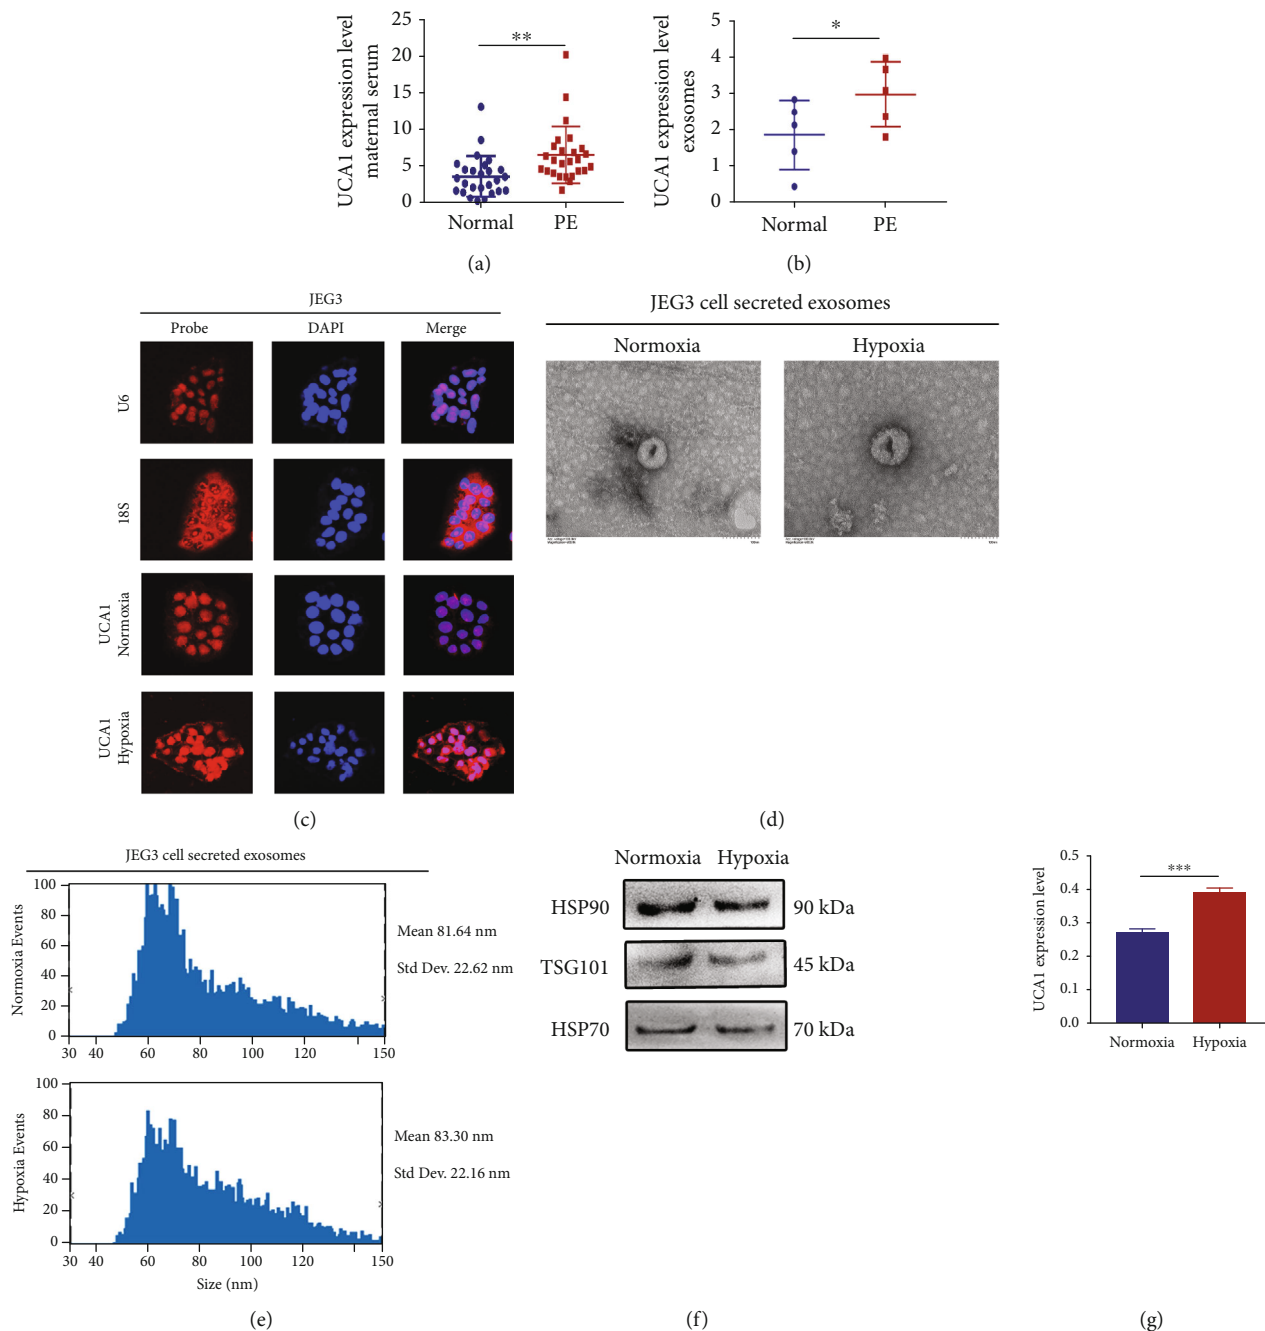 UCA1 expression level
maternal serum
25
20
15
10
5
0
**
Normal
PE
(a)
UCA1 expression level
exosomes
5
4
3
2
1
0
*
Normal
PE
(b)
JEG3
Probe
DAPI
Merge
U6
18S
UCA1
Normoxia
UCA1
Hypoxia
(c)
JEG3 cell secreted exosomes
Normoxia
Hypoxia
(d)
JEG3 cell secreted exosomes
Normoxia Events
100
80
60
40
20
0
30 40 60 80 100 120 150
Mean 81.64 nm
Std Dev. 22.62 nm
Hypoxia Events
100
80
60
40
20
0
30 40 60 80 100 120 150
Size (nm)
Mean 83.30 nm
Std Dev. 22.16 nm
(e)
Normoxia Hypoxia
HSP90
90 kDa
TSG101
45 kDa
HSP70
70 kDa
(f)
UCA1 expression level
0.5
0.4
0.3
0.2
0.1
0.0
***
Normoxia
Hypoxia
(g)